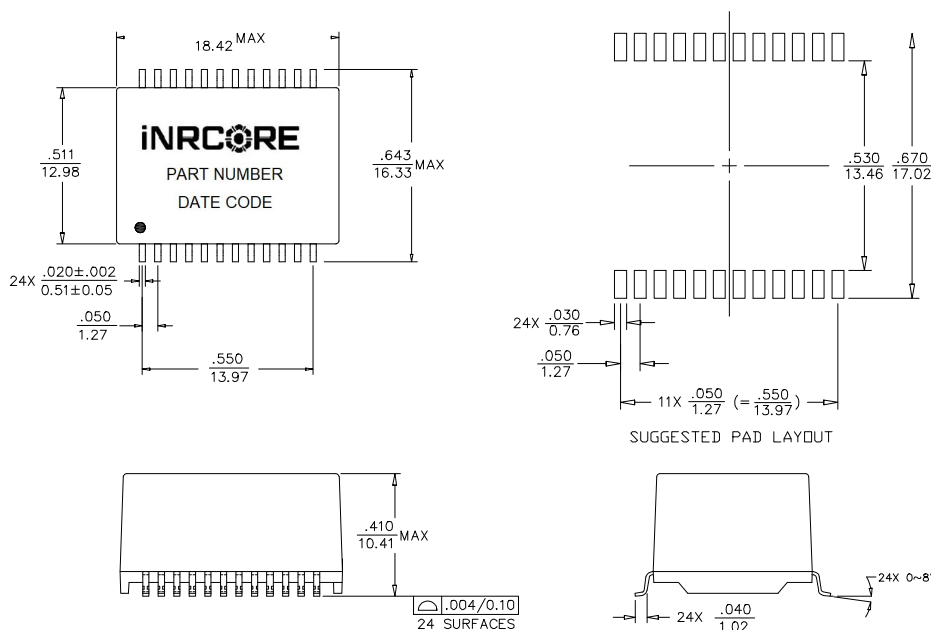 18.42 MAX
iNRCORE
PART NUMBER
DATE CODE
.511
12.98
.643 MAX
16.33
24X .020±.002
0.51±0.05
.050
1.27
.550
13.97
.530
13.46
.670
17.02
24X .030
0.76
.050
1.27
11X .050 (= .550)
1.27 13.97
SUGGESTED PAD LAYOUT
.410 MAX
10.41
.004/0.10
24 SURFACES
24X .040
1.02
24X 0~8°